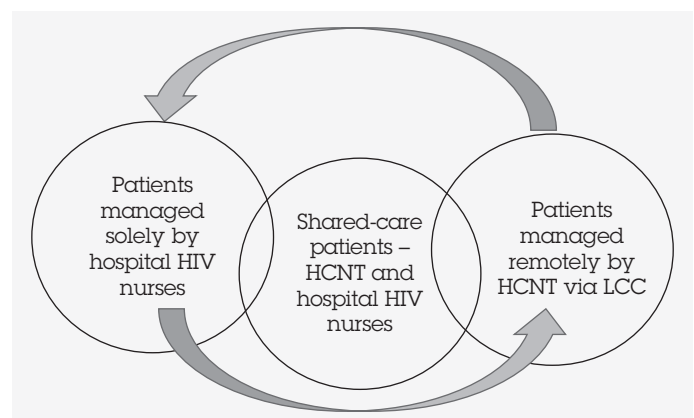 Patients
managed
solely by
hospital HIV
nurses
Shared-care
patients –
HCNT and
hospital HIV
nurses
Patients
managed
remotely by
HCNT via LCC